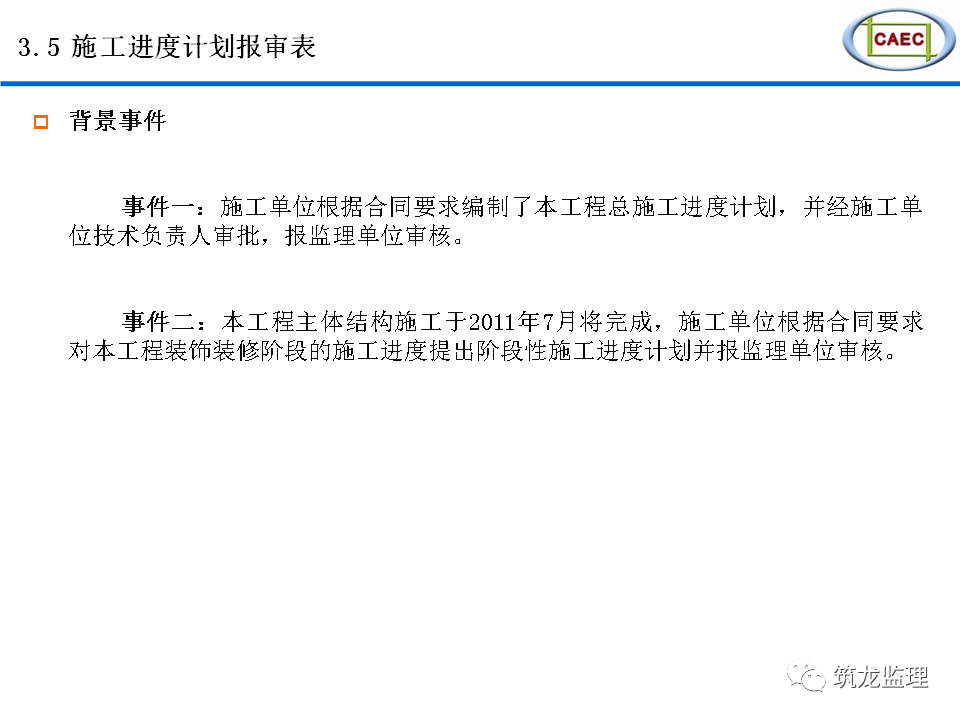 3.5 施工进度计划报审表
CAEC
背景事件
事件一：施工单位根据合同要求编制了本工程总施工进度计划，并经施工单
位技术负责人审批，报监理单位审核。
事件二：本工程主体结构施工于2011年7月将完成，施工单位根据合同要求
对本工程装饰装修阶段的施工进度提出阶段性施工进度计划并报监理单位审核。
筑龙监理